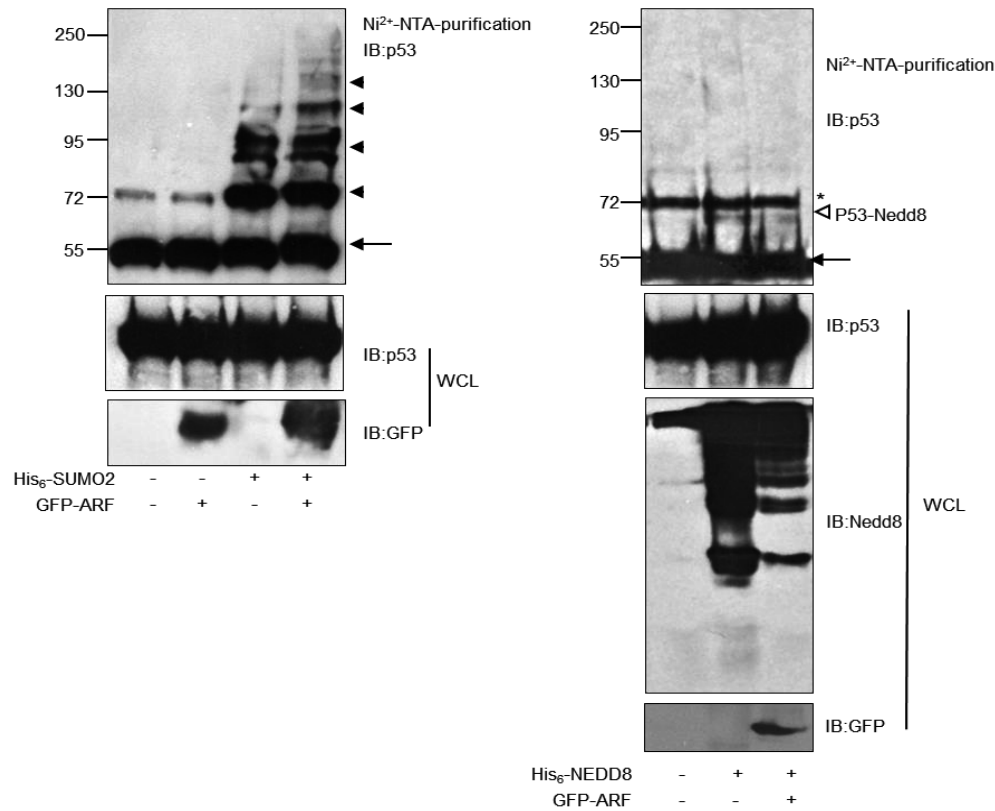 250
130
95
72
55
Ni²⁺-NTA-purification
IB:p53
IB:p53
WCL
IB:GFP
His₆-SUMO2 - - + +
GFP-ARF - + - +
250
130
95
72
55
Ni²⁺-NTA-purification
IB:p53
*
P53-Nedd8
IB:p53
IB:Nedd8
WCL
IB:GFP
His₆-NEDD8 - + +
GFP-ARF - - +